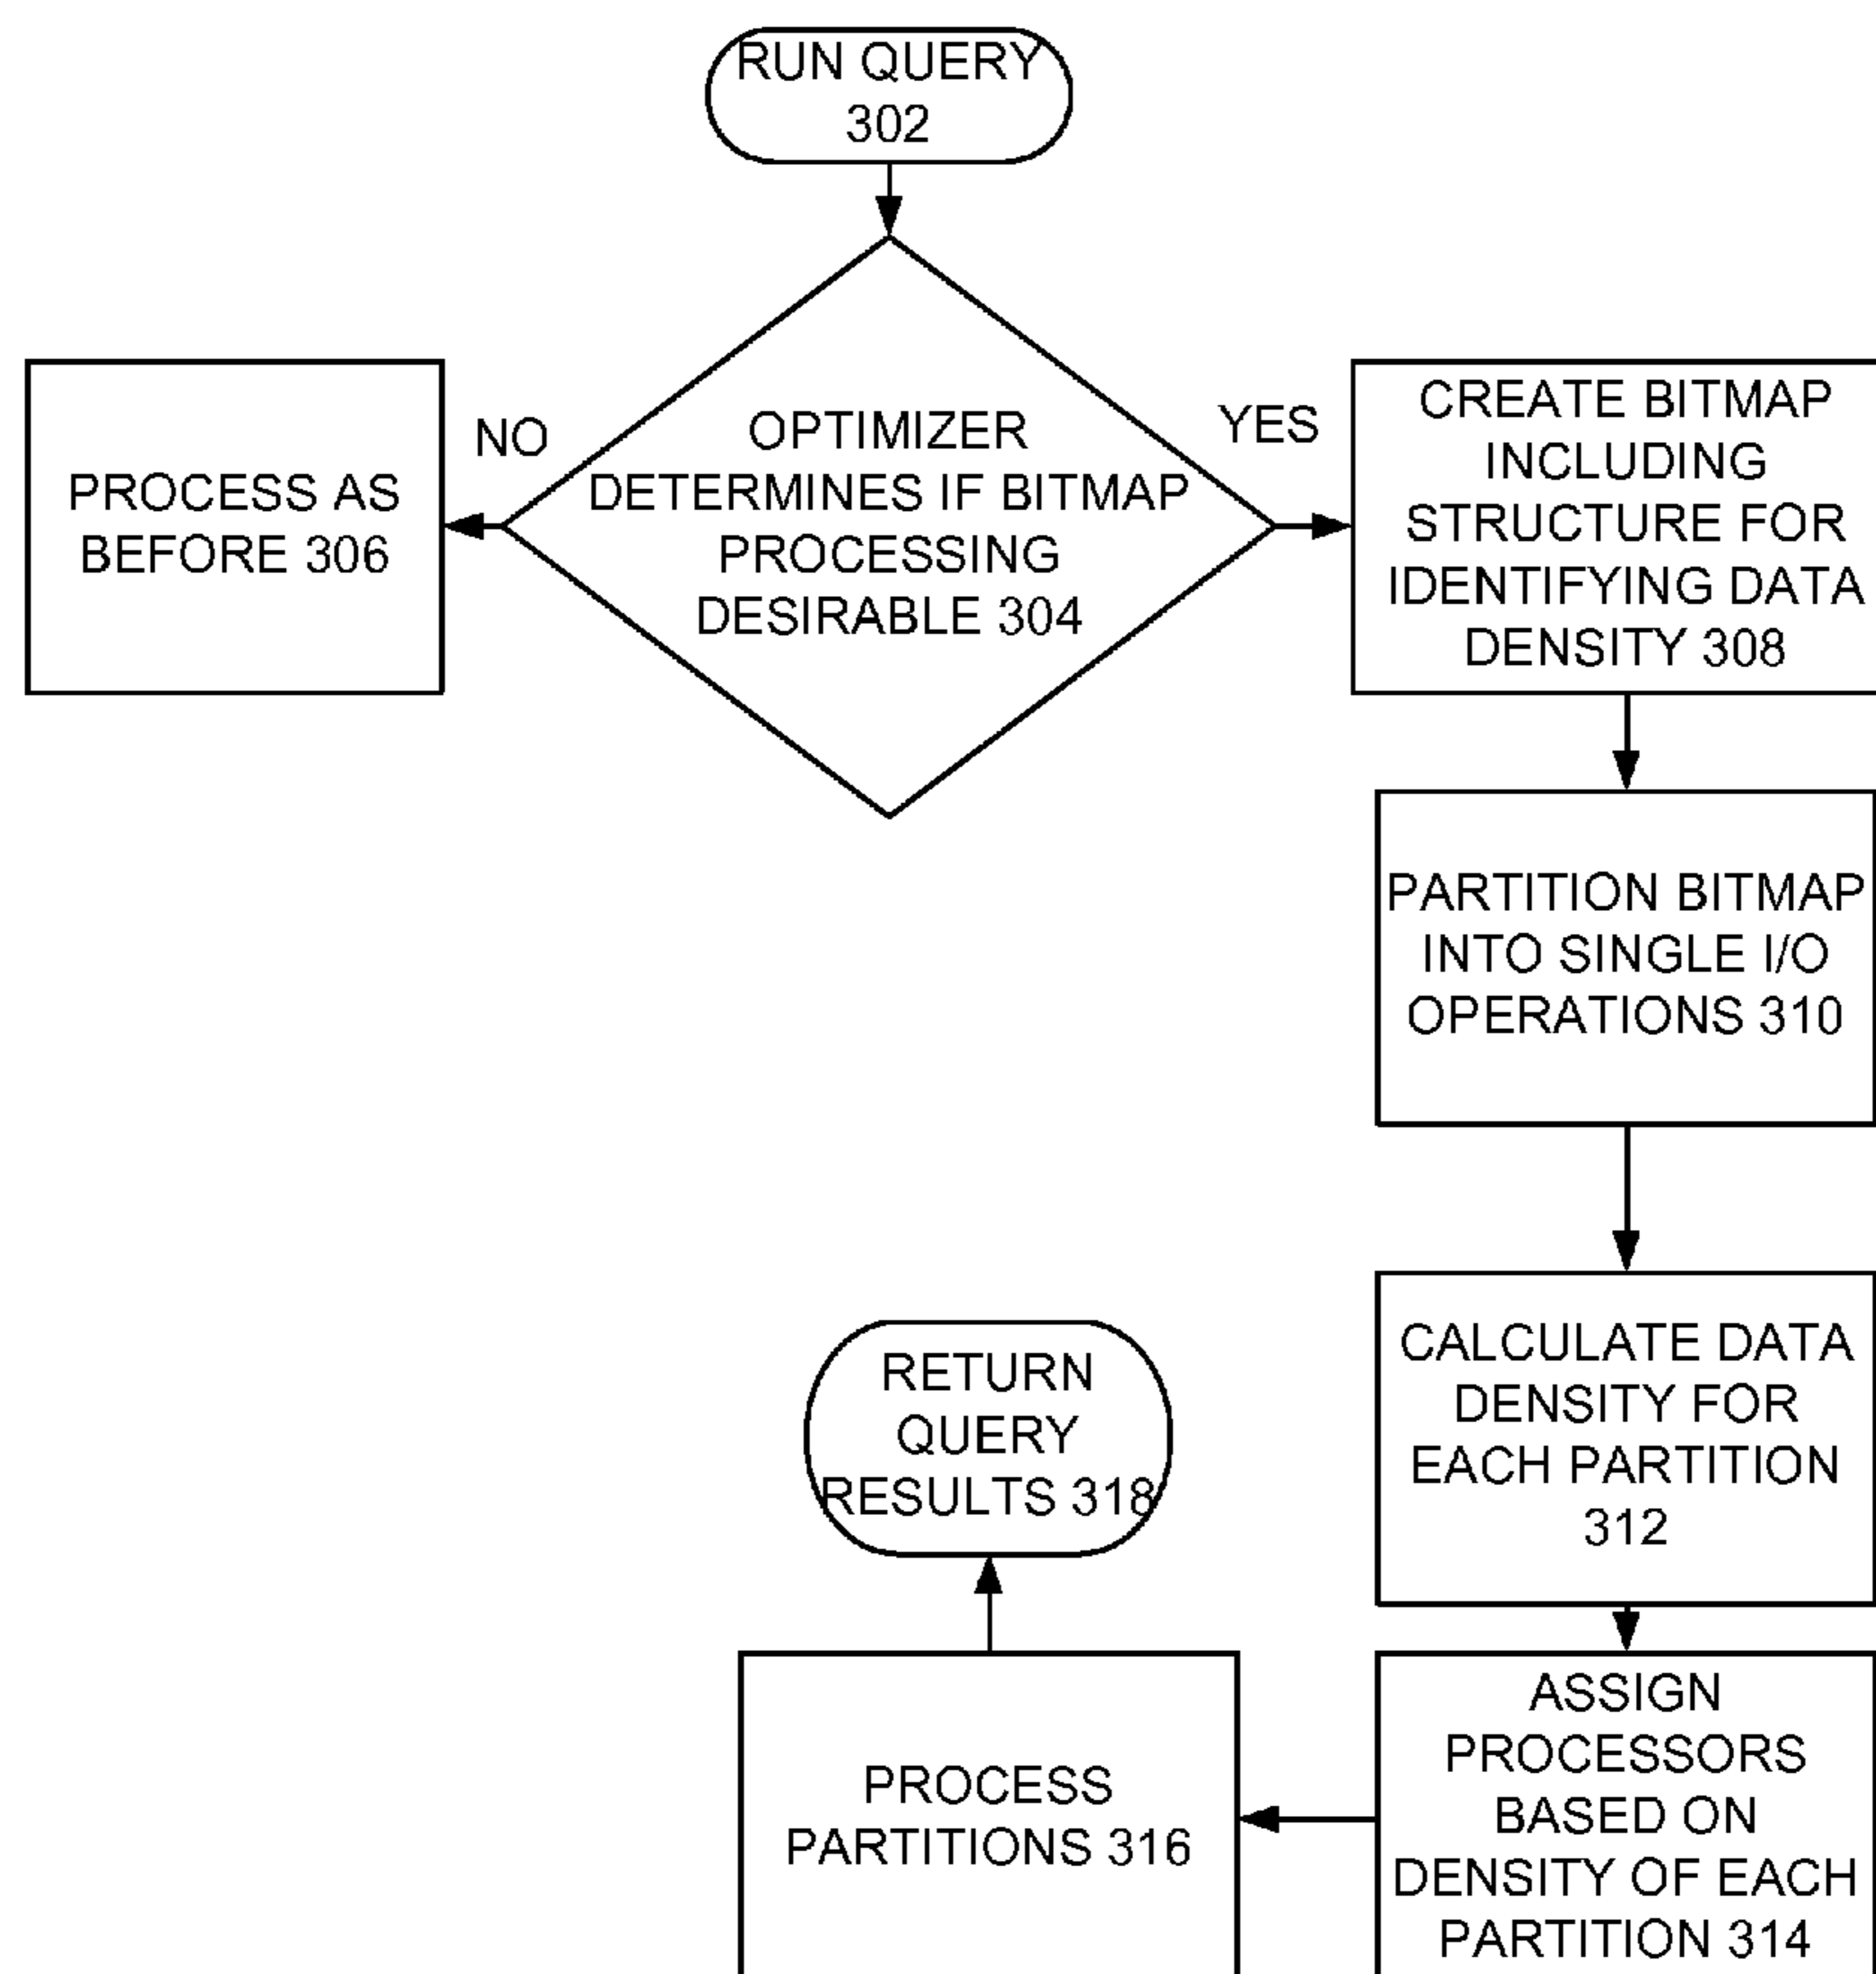 RUN QUERY
302
OPTIMIZER
DETERMINES IF BITMAP
PROCESSING
DESIRABLE 304
NO
PROCESS AS
BEFORE 306
YES
CREATE BITMAP
INCLUDING
STRUCTURE FOR
IDENTIFYING DATA
DENSITY 308
PARTITION BITMAP
INTO SINGLE I/O
OPERATIONS 310
CALCULATE DATA
DENSITY FOR
EACH PARTITION
312
ASSIGN
PROCESSORS
BASED ON
DENSITY OF EACH
PARTITION 314
PROCESS
PARTITIONS 316
RETURN
QUERY
RESULTS 318